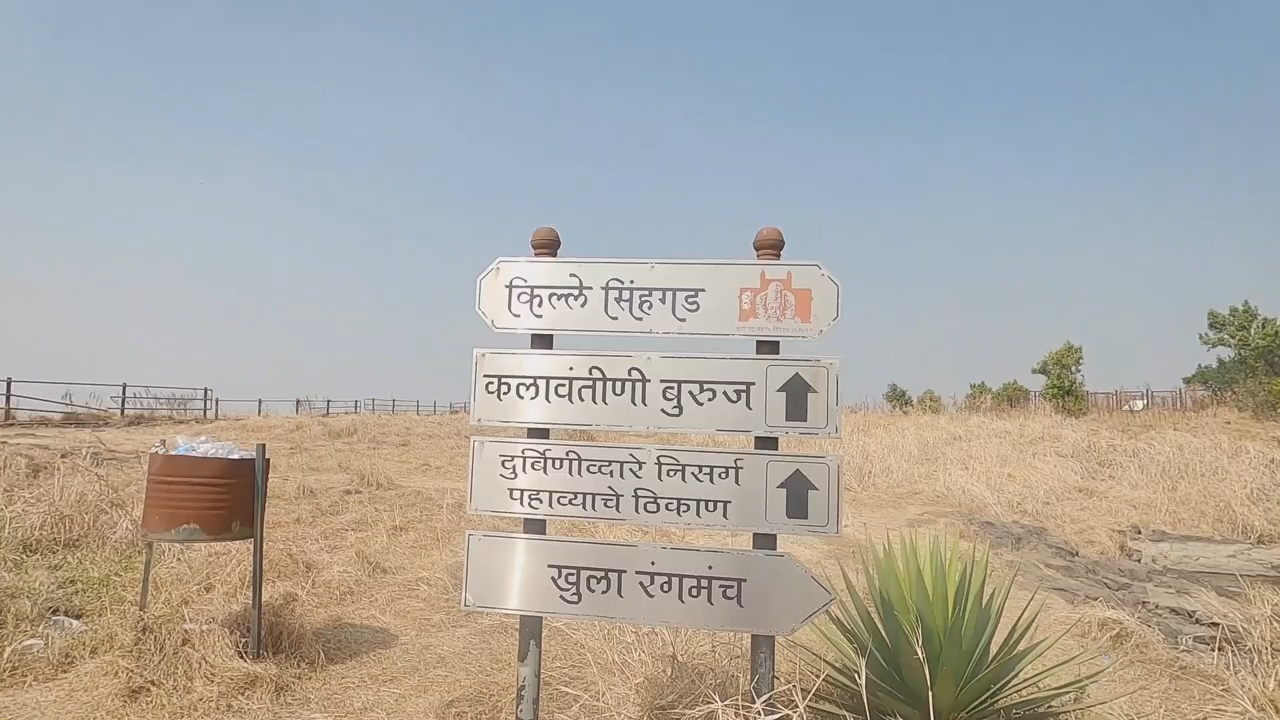 किल्ले सिंहगड
कलावंतीणी बुरुज
दुर्बिणीव्दारे निसर्ग
पहाव्याचे ठिकाण
खुला रंगमंच